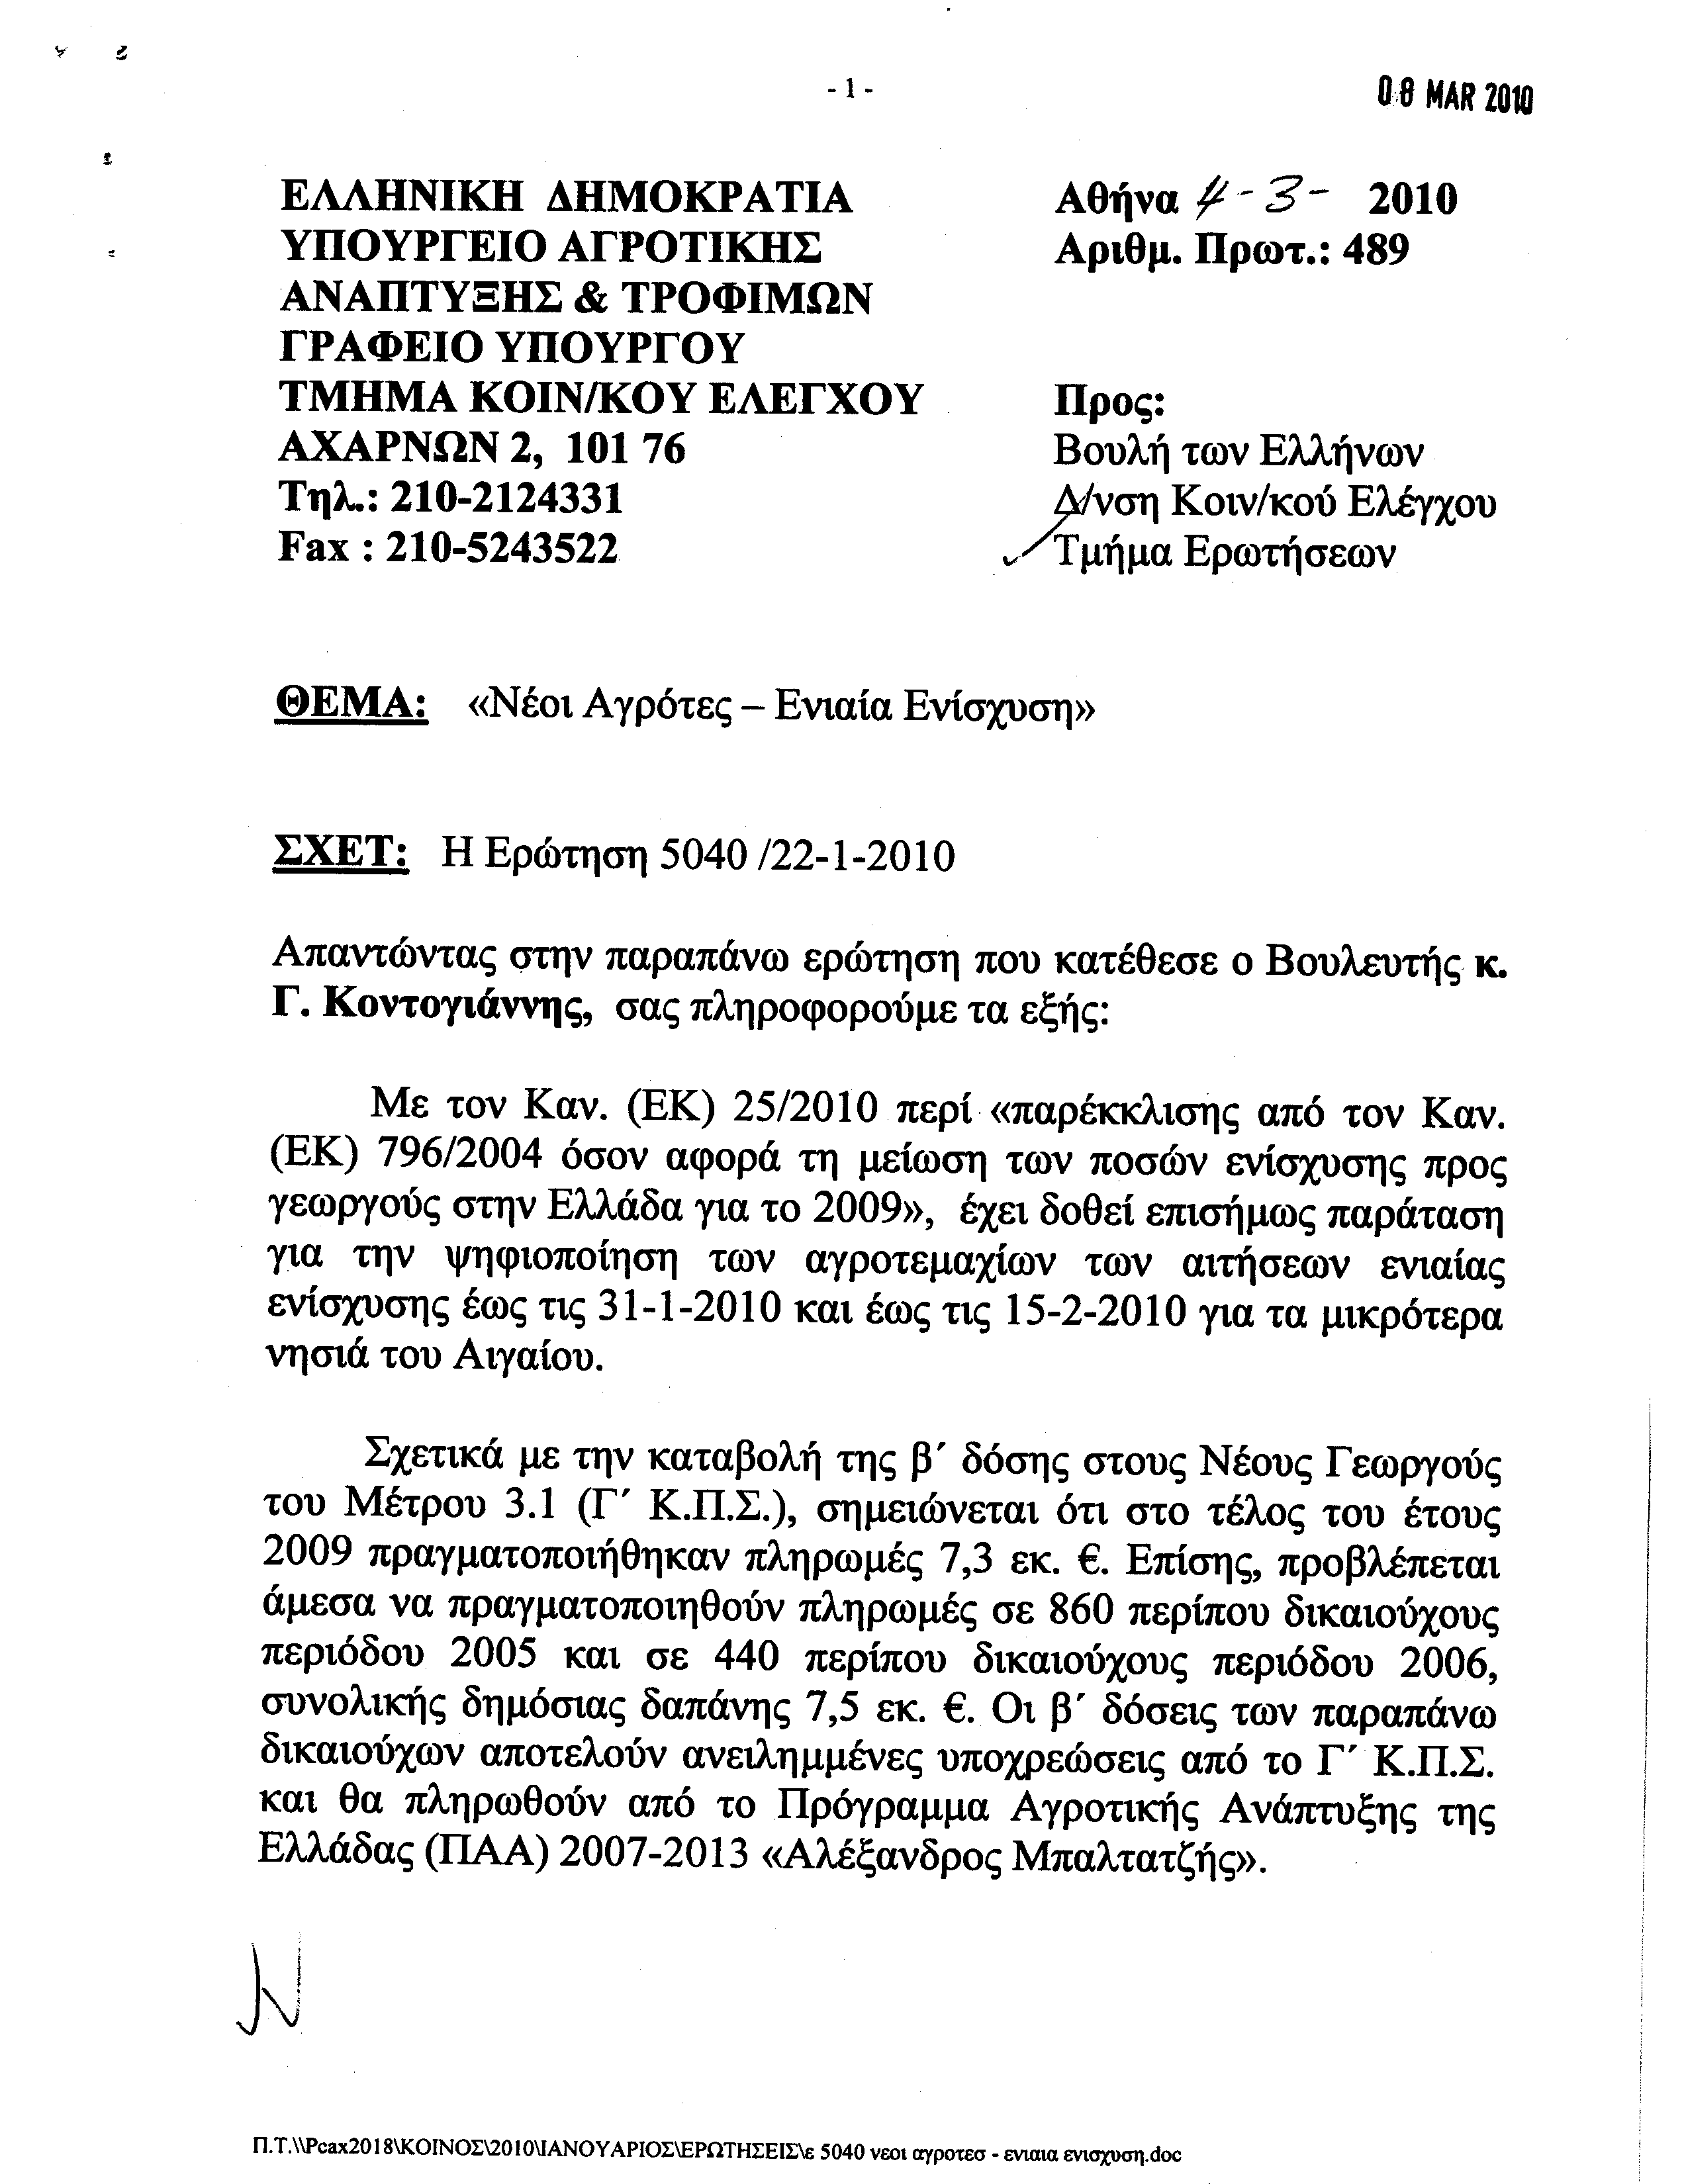 - 1 -
08 MAR 2010
ΕΛΛΗΝΙΚΗ ΔΗΜΟΚΡΑΤΙΑ
ΥΠΟΥΡΓΕΙΟ ΑΓΡΟΤΙΚΗΣ
ΑΝΑΠΤΥΞΗΣ & ΤΡΟΦΙΜΩΝ
ΓΡΑΦΕΙΟ ΥΠΟΥΡΓΟΥ
ΤΜΗΜΑ ΚΟΙΝ/ΚΟΥ ΕΛΕΓΧΟΥ
ΑΧΑΡΝΩΝ 2, 101 76
Τηλ.: 210-2124331
Fax : 210-5243522
Αθήνα 4-3- 2010
Αριθμ. Πρωτ.: 489
Προς:
Βουλή των Ελλήνων
Δ/νση Κοιν/κού Ελέγχου
Τμήμα Ερωτήσεων
ΘΕΜΑ: «Νέοι Αγρότες – Ενιαία Ενίσχυση»
ΣΧΕΤ: Η Ερώτηση 5040 /22-1-2010
Απαντώντας στην παραπάνω ερώτηση που κατέθεσε ο Βουλευτής κ.
Γ. Κοντογιάννης, σας πληροφορούμε τα εξής:
Με τον Καν. (ΕΚ) 25/2010 περί «παρέκκλισης από τον Καν.
(ΕΚ) 796/2004 όσον αφορά τη μείωση των ποσών ενίσχυσης προς
γεωργούς στην Ελλάδα για το 2009», έχει δοθεί επισήμως παράταση
για την ψηφιοποίηση των αγροτεμαχίων των αιτήσεων ενιαίας
ενίσχυσης έως τις 31-1-2010 και έως τις 15-2-2010 για τα μικρότερα
νησιά του Αιγαίου.
Σχετικά με την καταβολή της β΄ δόσης στους Νέους Γεωργούς
του Μέτρου 3.1 (Γ΄ Κ.Π.Σ.), σημειώνεται ότι στο τέλος του έτους
2009 πραγματοποιήθηκαν πληρωμές 7,3 εκ. €. Επίσης, προβλέπεται
άμεσα να πραγματοποιηθούν πληρωμές σε 860 περίπου δικαιούχους
περιόδου 2005 και σε 440 περίπου δικαιούχους περιόδου 2006,
συνολικής δημόσιας δαπάνης 7,5 εκ. €. Οι β΄ δόσεις των παραπάνω
δικαιούχων αποτελούν ανειλημμένες υποχρεώσεις από το Γ΄ Κ.Π.Σ.
και θα πληρωθούν από το Πρόγραμμα Αγροτικής Ανάπτυξης της
Ελλάδας (ΠΑΑ) 2007-2013 «Αλέξανδρος Μπαλτατζής».
Π.Τ.\\Pcax2018\ΚΟΙΝΟΣ\2010\ΙΑΝΟΥΑΡΙΟΣ\ΕΡΩΤΗΣΕΙΣ\ε 5040 νεοι αγροτεσ - ενιαια ενισχυση.doc